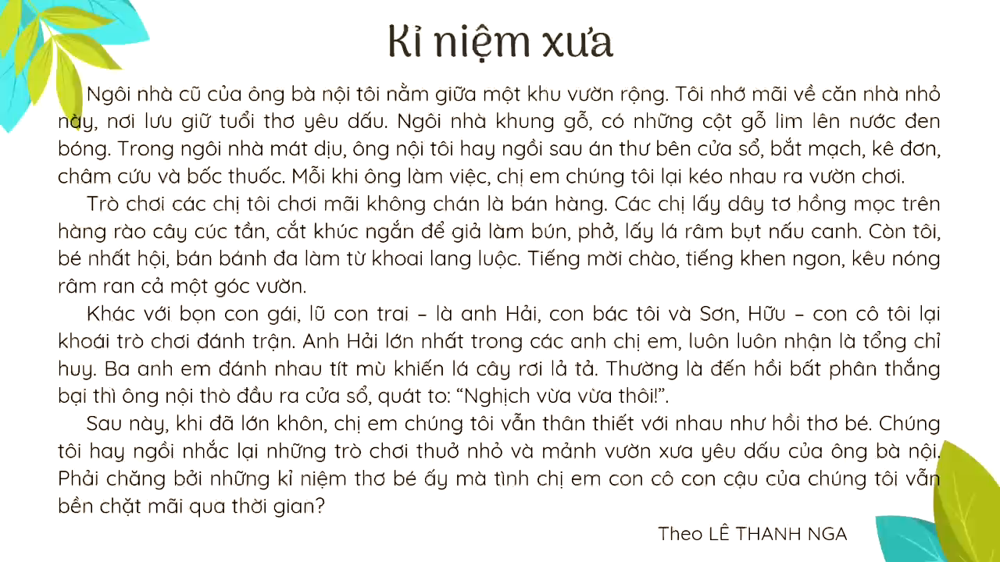 Kỉ niệm xưa
Ngôi nhà cũ của ông bà nội tôi nằm giữa một khu vườn rộng. Tôi nhớ mãi về căn nhà nhỏ
này, nơi lưu giữ tuổi thơ yêu dấu. Ngôi nhà khung gỗ, có những cột gỗ lim lên nước đen
bóng. Trong ngôi nhà mát dịu, ông nội tôi hay ngồi sau án thư bên cửa sổ, bắt mạch, kê đơn,
châm cứu và bốc thuốc. Mỗi khi ông làm việc, chị em chúng tôi lại kéo nhau ra vườn chơi.
Trò chơi các chị tôi chơi mãi không chán là bán hàng. Các chị lấy dây tơ hồng mọc trên
hàng rào cây cúc tần, cắt khúc ngắn để giả làm bún, phở, lấy lá râm bụt nấu canh. Còn tôi,
bé nhất hội, bán bánh đa làm từ khoai lang luộc. Tiếng mời chào, tiếng khen ngon, kêu nóng
râm ran cả một góc vườn.
Khác với bọn con gái, lũ con trai – là anh Hải, con bác tôi và Sơn, Hữu – con cô tôi lại
khoái trò chơi đánh trận. Anh Hải lớn nhất trong các anh chị em, luôn luôn nhận là tổng chỉ
huy. Ba anh em đánh nhau tít mù khiến lá cây rơi lả tả. Thường là đến hồi bất phân thắng
bại thì ông nội thò đầu ra cửa sổ, quát to: “Nghịch vừa vừa thôi!”.
Sau này, khi đã lớn khôn, chị em chúng tôi vẫn thân thiết với nhau như hồi thơ bé. Chúng
tôi hay ngồi nhắc lại những trò chơi thuở nhỏ và mảnh vườn xưa yêu dấu của ông bà nội.
Phải chăng bởi những kỉ niệm thơ bé ấy mà tình chị em con cô con cậu của chúng tôi vẫn
bền chặt mãi qua thời gian?
Theo LÊ THANH NGA